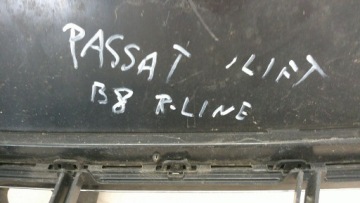 PASSAT LIFT
B8 R-LINE